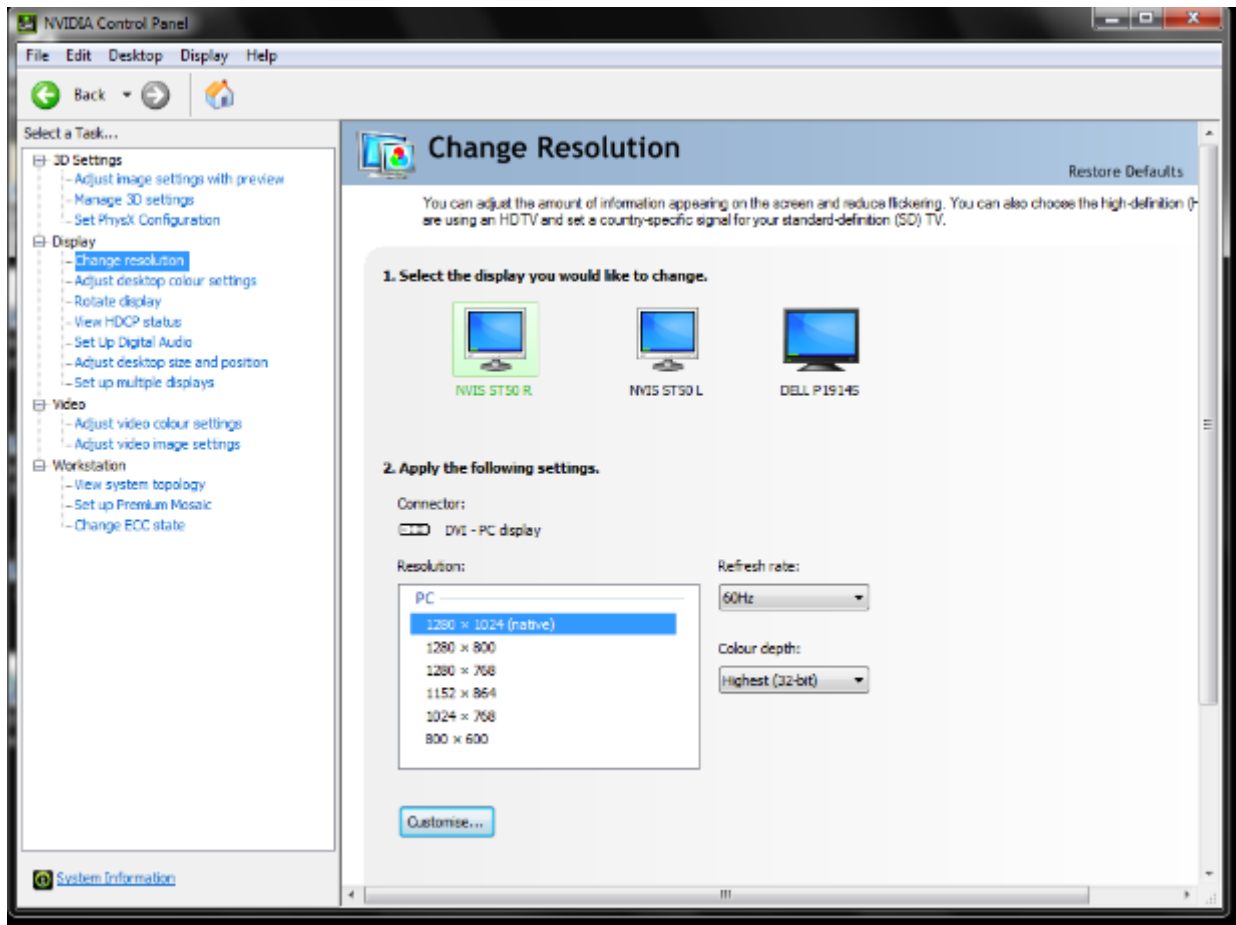 NVIDIA Control Panel
File Edit Desktop Display Help
Back
Select a Task...
3D Settings
Adjust image settings with preview
Manage 3D settings
Set PhysX Configuration
Display
Change resolution
Adjust desktop colour settings
Rotate display
View HDCP status
Set Up Digital Audio
Adjust desktop size and position
Set up multiple displays
Video
Adjust video colour settings
Adjust video image settings
Workstation
View system topology
Set up Premium Mosaic
Change ECC state
System Information
Change Resolution
Restore Defaults
You can adjust the amount of information appearing on the screen and reduce flickering. You can also choose the high-definition (H
are using an HDTV and set a country-specific signal for your standard-definition (SD) TV.
1. Select the display you would like to change.
NVIS ST50 R NVIS ST50 L DELL P1914S
2. Apply the following settings.
Connector:
DVI - PC display
Resolution:
PC
1280 × 1024 (native)
1280 × 800
1280 × 768
1152 × 864
1024 × 768
800 × 600
Refresh rate:
60Hz
Colour depth:
Highest (32-bit)
Customise...